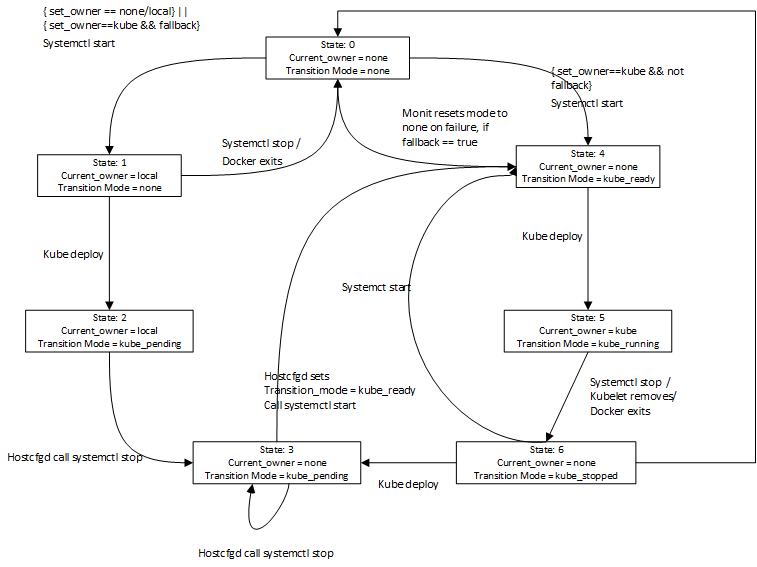 { set_owner == none/local} ||
{ set_owner==kube && fallback}
Systemctl start
State: 0
Current_owner = none
Transition Mode = none
{ set_owner==kube && not
fallback}
Systemctl start
Monit resets mode to
none on failure, if
fallback == true
Systemctl stop /
Docker exits
State: 1
Current_owner = local
Transition Mode = none
State: 4
Current_owner = none
Transition Mode = kube_ready
Kube deploy
Kube deploy
Systemct start
State: 2
Current_owner = local
Transition Mode = kube_pending
State: 5
Current_owner = kube
Transition Mode = kube_running
Hostcfgd sets
Transition_mode = kube_ready
Call systemctl start
Systemctl stop /
Kubelet removes/
Docker exits
Hostcfgd call systemctl stop
State: 3
Current_owner = none
Transition Mode = kube_pending
State: 6
Current_owner = none
Transition Mode = kube_stopped
Kube deploy
Hostcfgd call systemctl stop